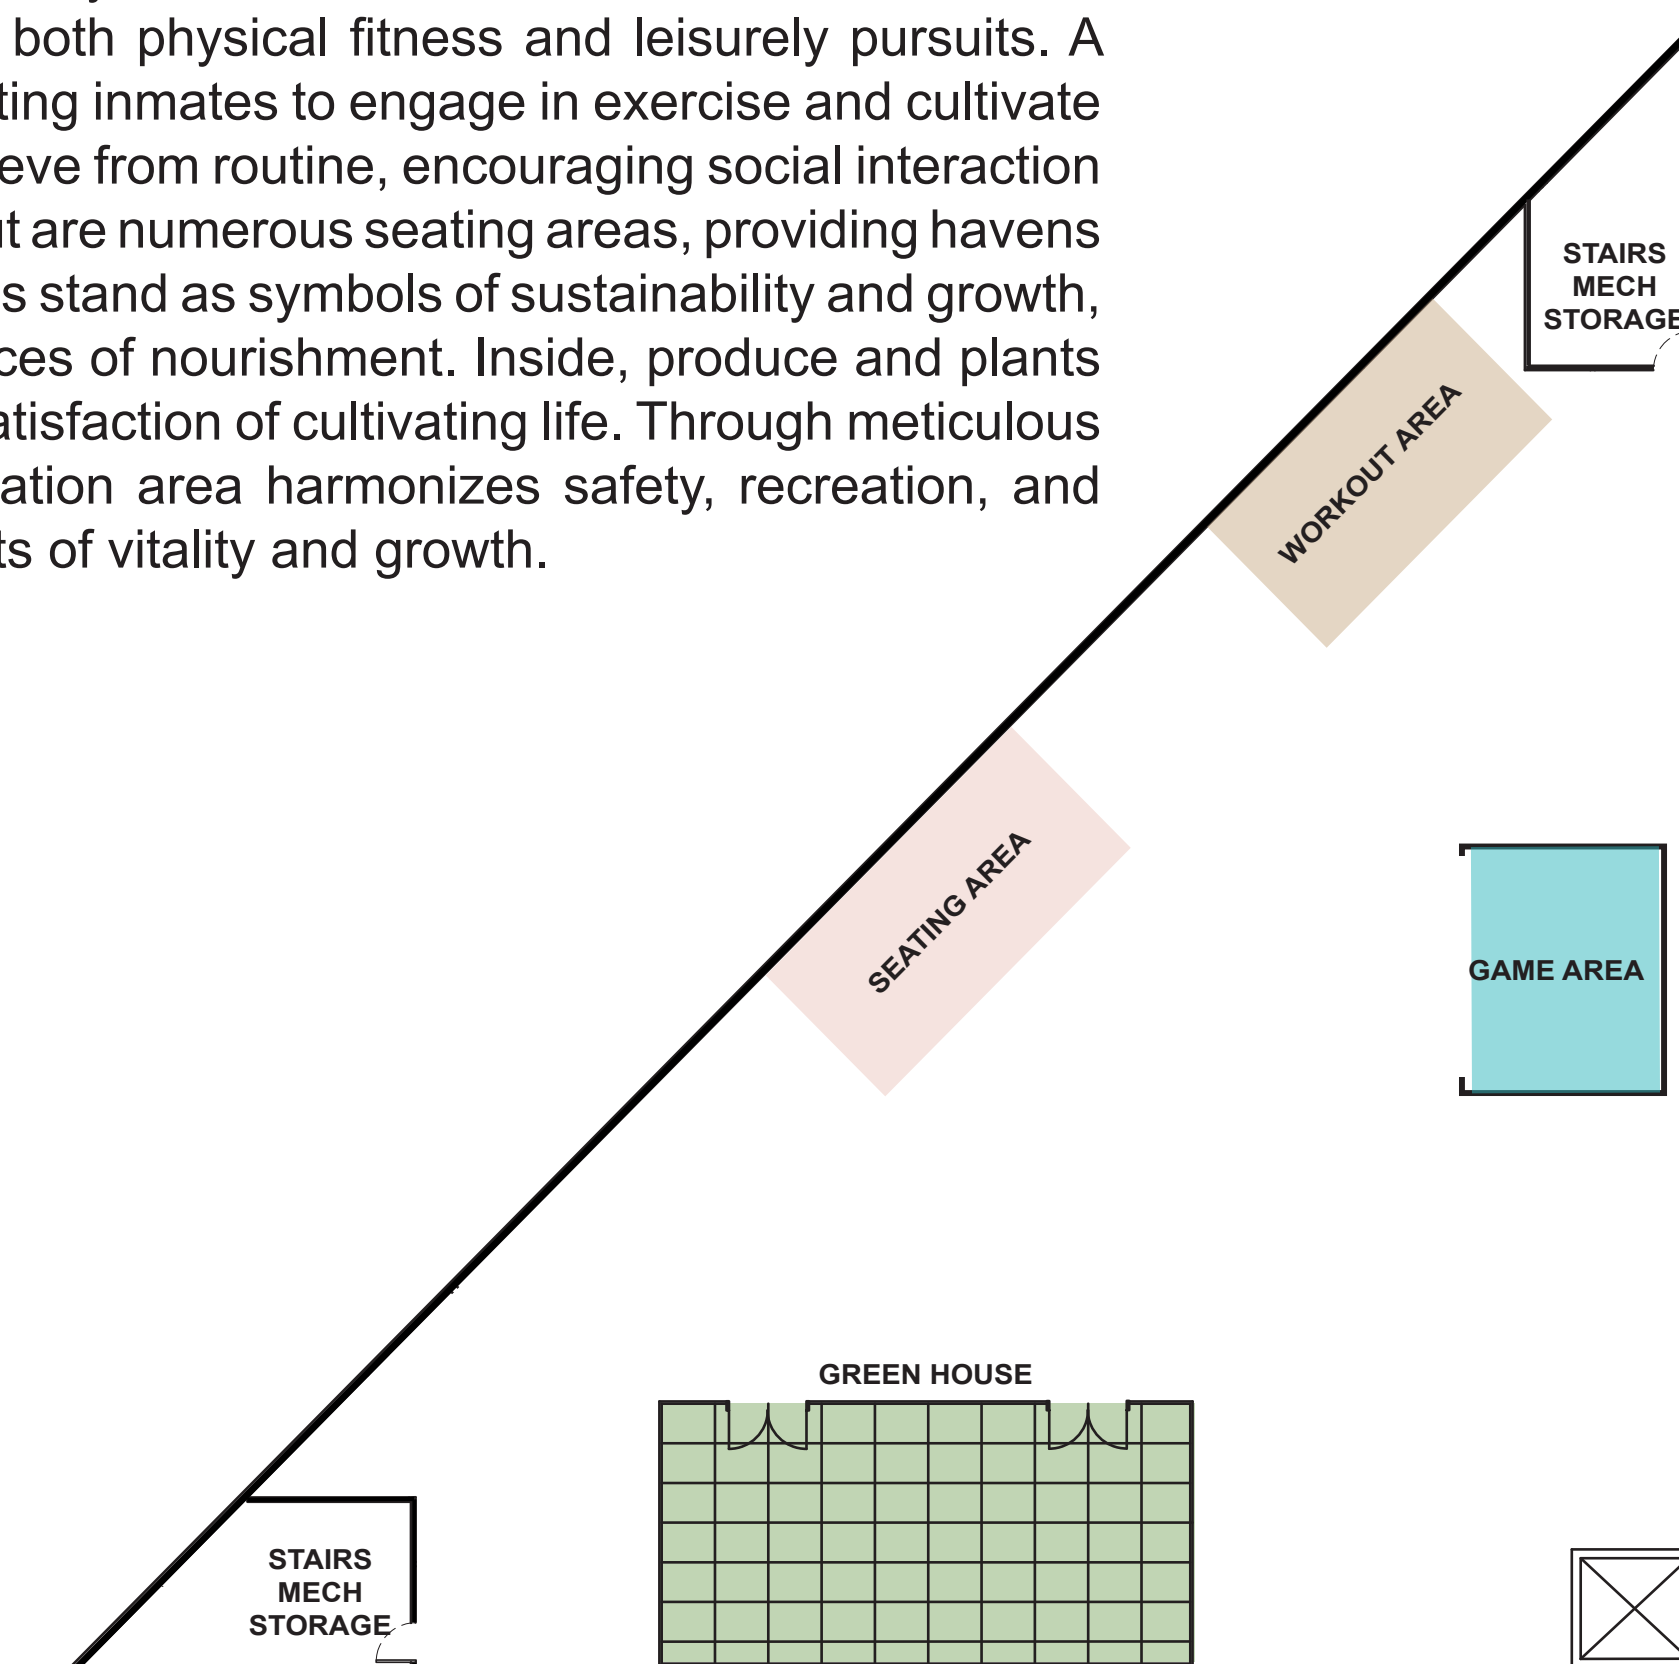 both physical fitness and leisurely pursuits. A
ting inmates to engage in exercise and cultivate
eve from routine, encouraging social interaction
ut are numerous seating areas, providing havens
s stand as symbols of sustainability and growth,
ces of nourishment. Inside, produce and plants
atisfaction of cultivating life. Through meticulous
ation area harmonizes safety, recreation, and
ts of vitality and growth.
STAIRS
MECH
STORAGE
WORKOUT AREA
SEATING AREA
GAME AREA
GREEN HOUSE
STAIRS
MECH
STORAGE